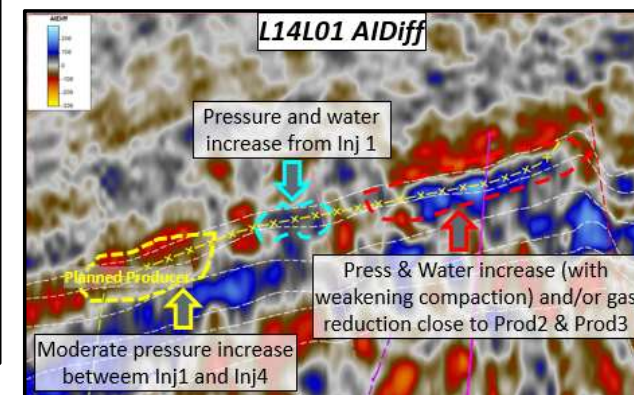 L14L01 AIDiff
AIDiff
Pressure and water
increase from Inj 1
Planned Producer
Press & Water increase (with
weakening compaction) and/or gas
reduction close to Prod2 & Prod3
Moderate pressure increase
betweem Inj1 and Inj4